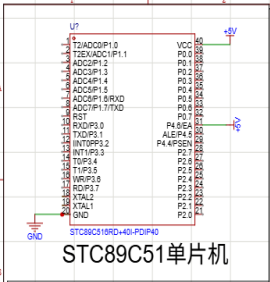 U?
+5V
1 T2/ADC0/P1.0 VCC 40
2 T2EX/ADC1/P1.1 P0.0 39
3 ADC2/P1.2 P0.1 38
4 ADC3/P1.3 P0.2 37
5 ADC4/P1.4 P0.3 36
6 ADC5/P1.5 P0.4 35
7 ADC6/P1.6/RXD P0.5 34
8 ADC7/P1.7/TXD P0.6 33
9 RST P0.7 32
10 RXD/P3.0 P4.6/EA 31 +5V
11 TXD/P3.1 ALE/P4.5 30
12 IINT0PP3.2 P4.4/PSEN 29
13 INT1/P3.3 P2.7 28
14 T0/P3.4 P2.6 27
15 T1/P3.5 P2.5 26
16 WR/P3.6 P2.4 25
17 RD/P3.7 P2.3 24
18 XTAL2 P2.2 23
19 XTAL1 P2.1 22
20 GND P2.0 21
GND
STC89C516RD+40I-PDIP40
STC89C51单片机